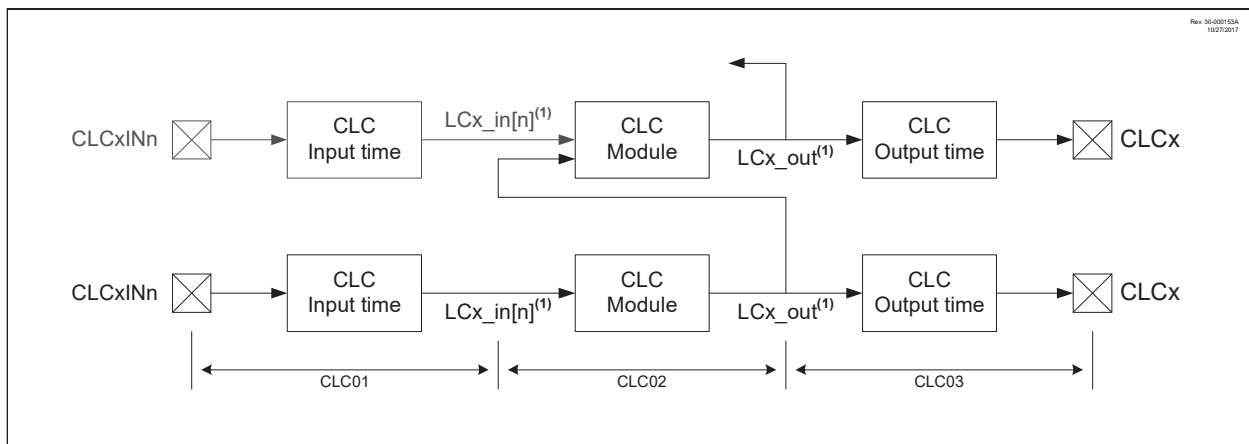 Rev. 30-000153A
10/27/2017
CLCxINn
CLC
Input time
LCx_in[n](1)
CLC
Module
LCx_out(1)
CLC
Output time
CLCx
CLCxINn
CLC
Input time
LCx_in[n](1)
CLC
Module
LCx_out(1)
CLC
Output time
CLCx
CLC01
CLC02
CLC03